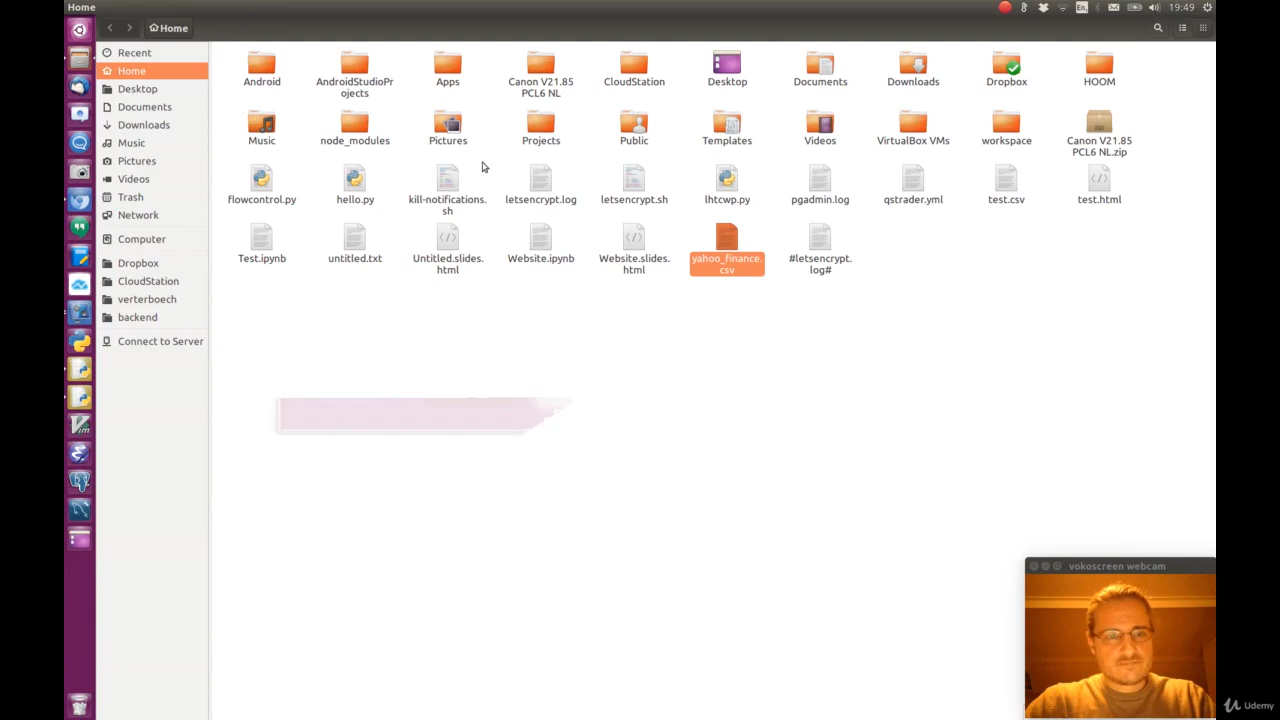 Home
En
19:49
Home
Recent
Home
Desktop
Documents
Downloads
Music
Pictures
Videos
Trash
Network
Computer
Dropbox
CloudStation
verterboech
backend
Connect to Server
Android
AndroidStudioPr
ojects
Apps
Canon V21.85
PCL6 NL
CloudStation
Desktop
Documents
Downloads
Dropbox
HOOM
Music
node_modules
Pictures
Projects
Public
Templates
Videos
VirtualBox VMs
workspace
zip
Canon V21.85
PCL6 NL.zip
flowcontrol.py
hello.py
kill-notifications.
sh
letsencrypt.log
letsencrypt.sh
lhtcwp.py
pgadmin.log
qstrader.yml
test.csv
test.html
Test.ipynb
untitled.txt
Untitled.slides.
html
Website.ipynb
Website.slides.
html
yahoo_finance.
csv
#letsencrypt.
log#
vokoscreen webcam
Udemy